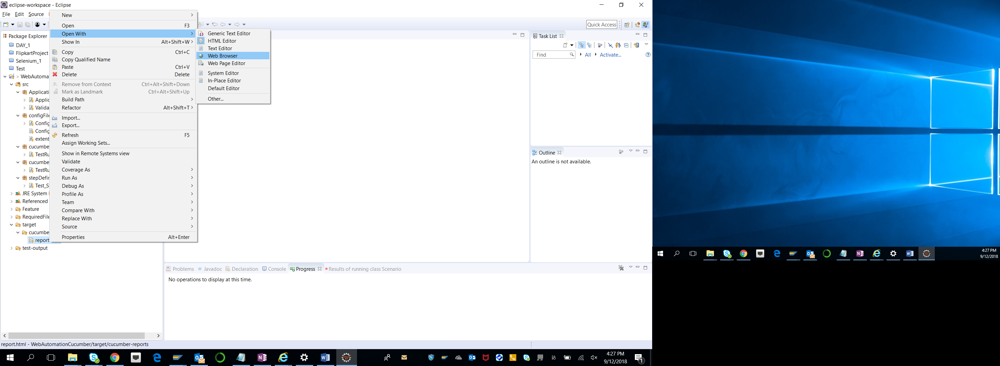 eclipse-workspace - Eclipse
File Edit Source
Quick Access
Package Explorer
DAY_1
FlipkartProject
Selenium_1
Test
> WebAutoma
src
Applicati
Applic
Valida
configFile
Config
Config
extent
cucumbe
TestRu
cucumbe
TestRu
stepDefin
Test_S
JRE System
Referenced
Feature
RequiredFile
target
cucumbe
report
test-output
New
Open F3
Open With
Show In Alt+Shift+W
Copy Ctrl+C
Copy Qualified Name
Paste Ctrl+V
Delete Delete
Remove from Context Ctrl+Alt+Shift+Down
Mark as Landmark Ctrl+Alt+Shift+Up
Build Path
Refactor Alt+Shift+T
Import...
Export...
Refresh F5
Assign Working Sets...
Show in Remote Systems view
Validate
Coverage As
Run As
Debug As
Profile As
Team
Compare With
Replace With
Source
Properties Alt+Enter
Generic Text Editor
HTML Editor
Text Editor
Web Browser
Web Page Editor
System Editor
In-Place Editor
Default Editor
Other...
Task List
Find All Activate...
Outline
An outline is not available.
Problems Javadoc Declaration Console Progress Results of running class Scenario
No operations to display at this time.
report.html - WebAutomationCucumber/target/cucumber-reports
4:27 PM
9/12/2018
1
4:27 PM
9/12/2018